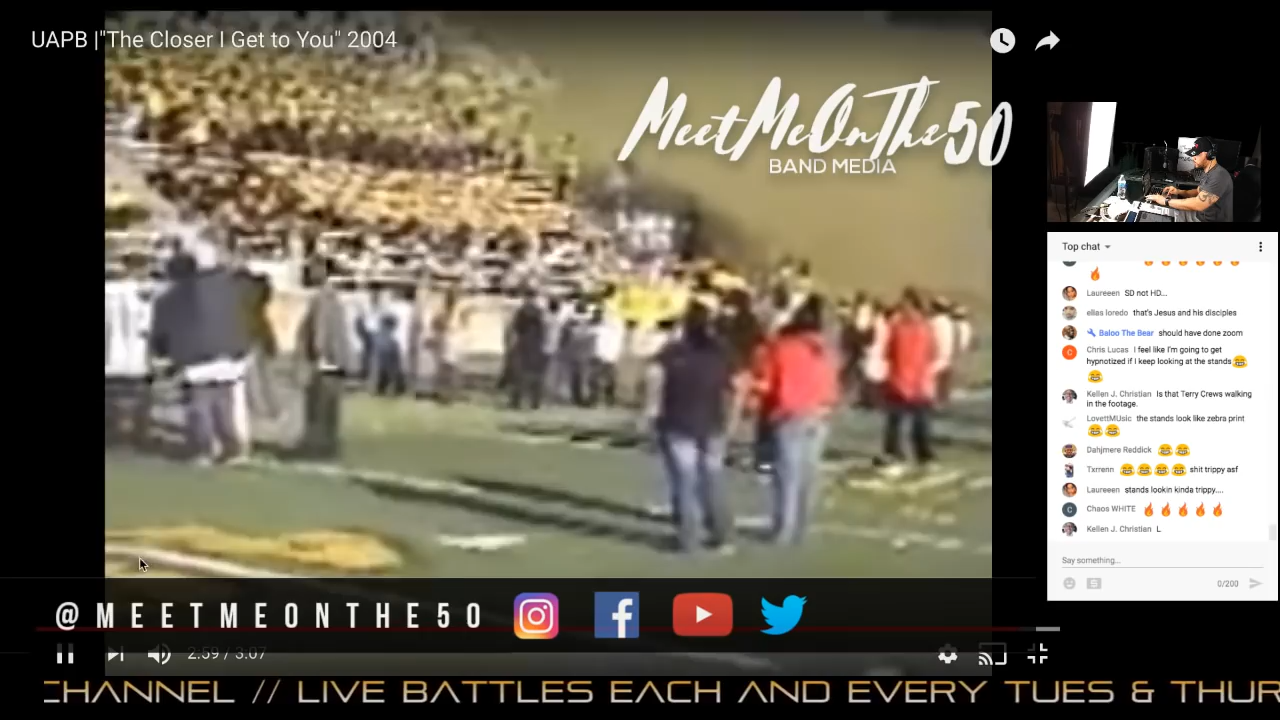 UAPB |"The Closer I Get to You" 2004
MeetMeOnThe50
BAND MEDIA
Top chat
Laureeen SD not HD...
elias loredo that's Jesus and his disciples
Baloo The Bear should have done zoom
C Chris Lucas I feel like I'm going to get
hypnotized if I keep looking at the stands😂
😂
Kellen J. Christian Is that Terry Crews walking
in the footage.
LovettMUsic the stands look like zebra print
😂😂
Dahjmere Reddick 😂😂
Txrrenn 😂😂😂😂 shit trippy asf
Laureeen stands lookin kinda trippy....
C Chaos WHITE 🔥🔥🔥🔥🔥
Kellen J. Christian L
Say something...
0/200
@MEETMEONTHE50
2:59 / 3:07
CHANNEL // LIVE BATTLES EACH AND EVERY TUES & THUR